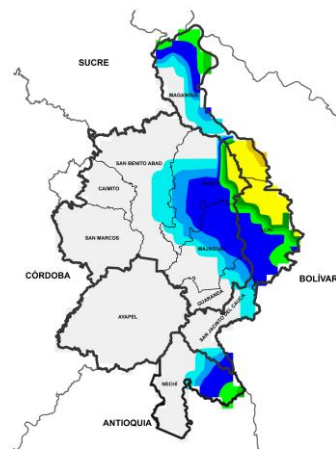 SUCRE
MAGANGUÉ
SAN BENITO ABAD
CAIMITO
SAN MARCOS
MAJAGUAL
CÓRDOBA
BOLÍVAR
GUARANDA
AYAPEL
SAN JACINTO DEL CAUCA
NECHÍ
ANTIOQUIA